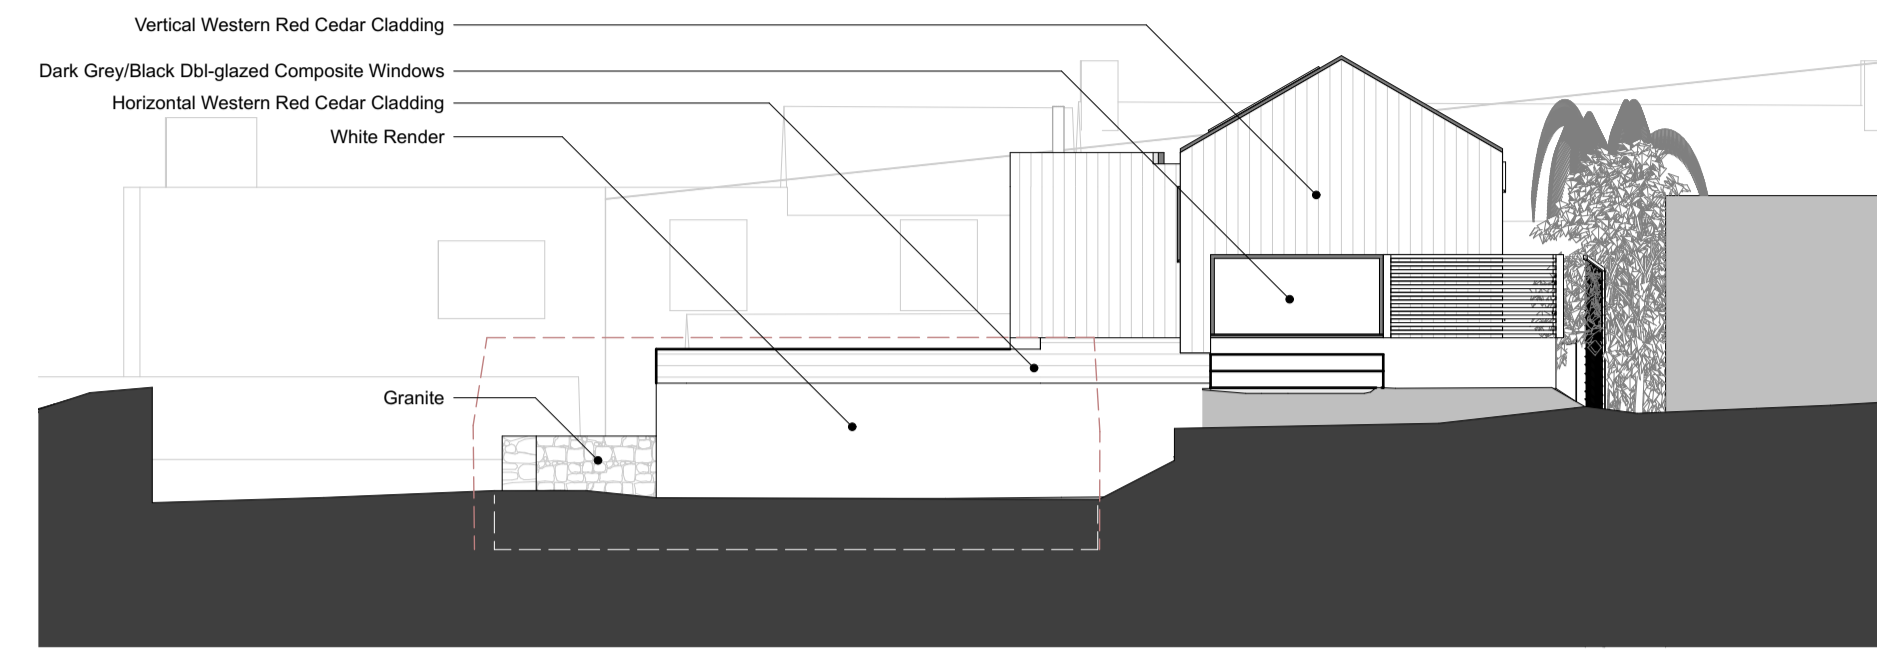 Vertical Western Red Cedar Cladding
Dark Grey/Black Dbl-glazed Composite Windows
Horizontal Western Red Cedar Cladding
White Render
Granite